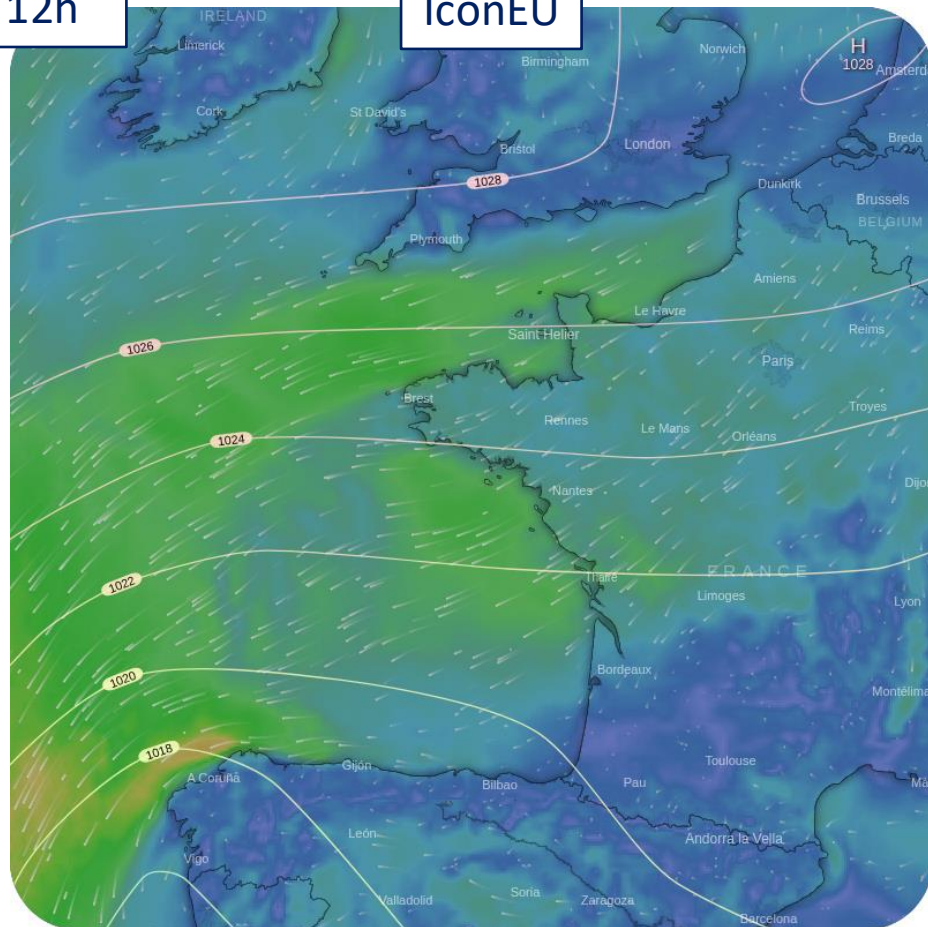 12h
IconEU
IRELAND
Limerick
Birmingham
Norwich
H
1028
Amsterd
Cork
St David's
Bristol
London
Breda
1028
Dunkirk
Brussels
BELGIUM
Plymouth
Amiens
Le Havre
Saint Helier
Reims
1026
Paris
Brest
Rennes
Le Mans
Orléans
Troyes
1024
Nantes
Dijo
1022
FRANCE
Limoges
Lyon
Bordeaux
1020
Montélima
1018
Gijón
A Coruña
Bilbao
Pau
Toulouse
Ma
León
Andorra la Vella
Vigo
Valladolid
Soria
Zaragoza
Barcelona